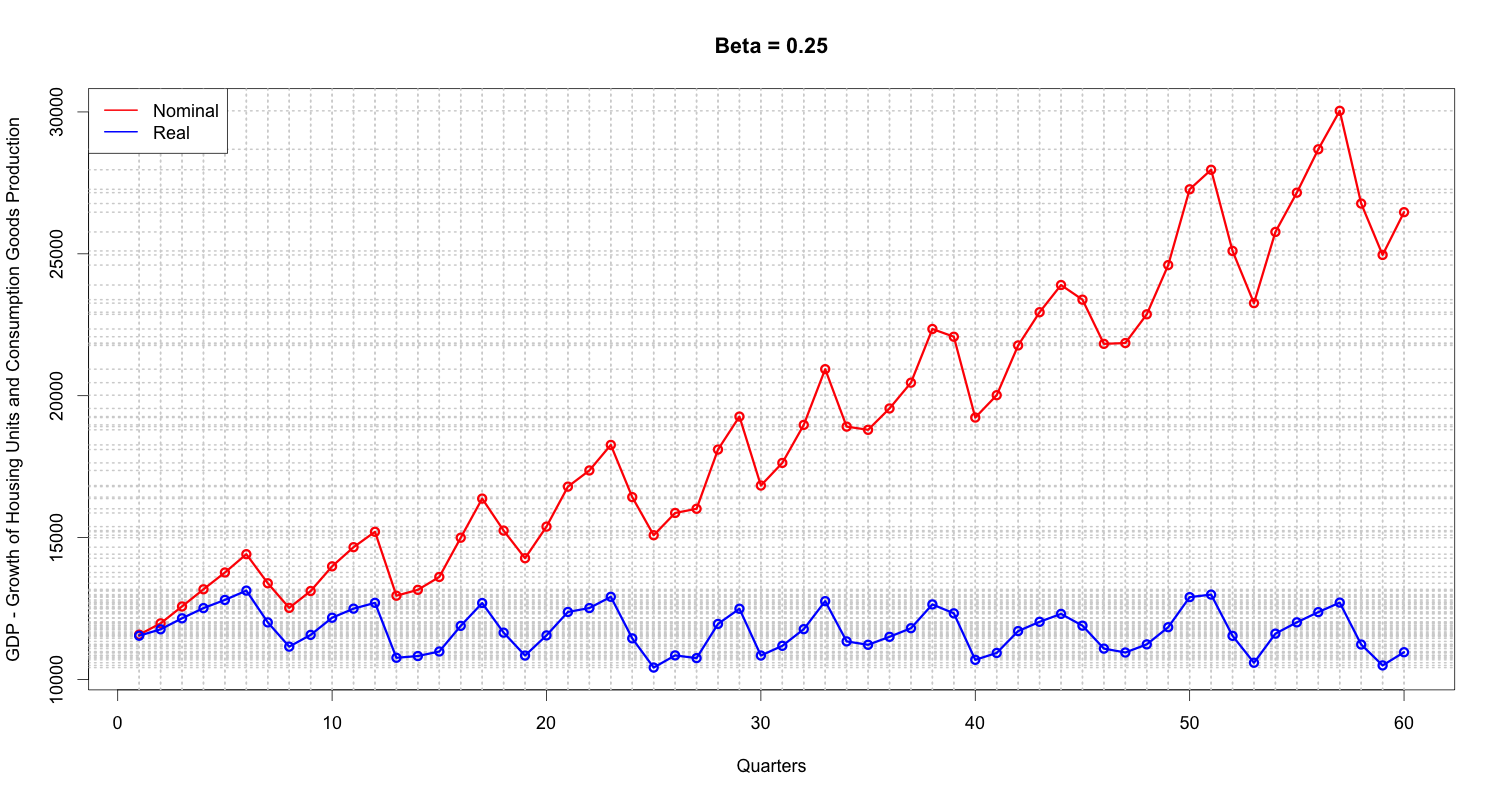 Beta = 0.25
Nominal
Real
GDP - Growth of Housing Units and Consumption Goods Production
30000
25000
20000
15000
10000
0 10 20 30 40 50 60
Quarters